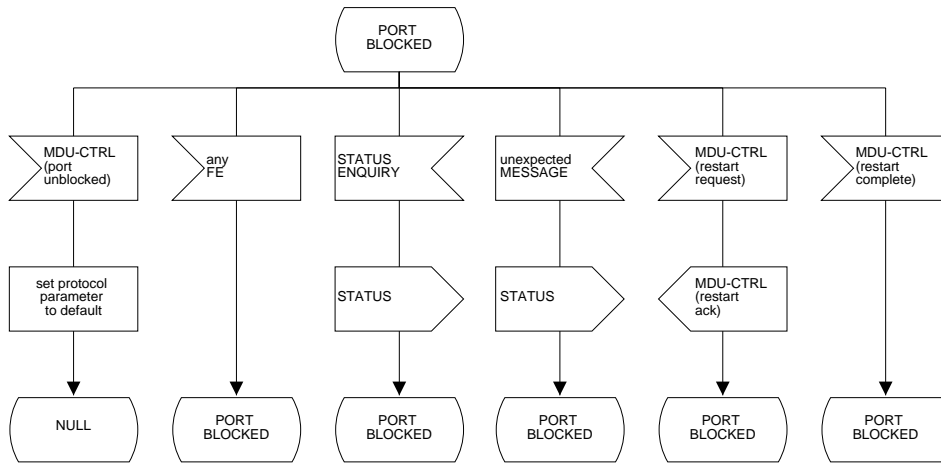 PORT
BLOCKED
MDU-CTRL
(port
unblocked)
any
FE
STATUS
ENQUIRY
unexpected
MESSAGE
MDU-CTRL
(restart
request)
MDU-CTRL
(restart
complete)
set protocol
parameter
to default
STATUS
STATUS
MDU-CTRL
(restart
ack)
NULL
PORT
BLOCKED
PORT
BLOCKED
PORT
BLOCKED
PORT
BLOCKED
PORT
BLOCKED